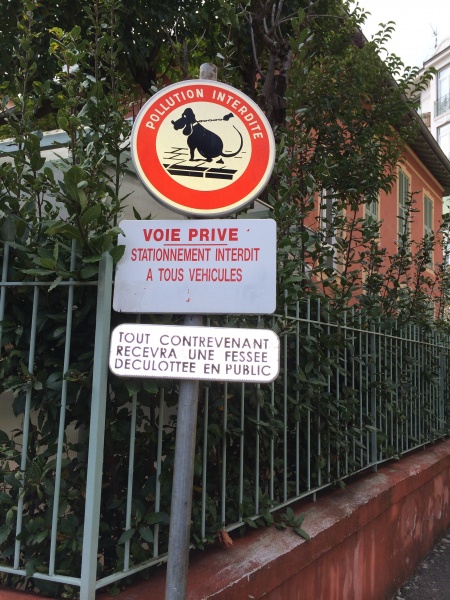 POLLUTION INTERDITE
VOIE PRIVE
STATIONNEMENT INTERDIT
A TOUS VEHICULES
TOUT CONTREVENANT
RECEVRA UNE FESSEE
DECULOTTEE EN PUBLIC